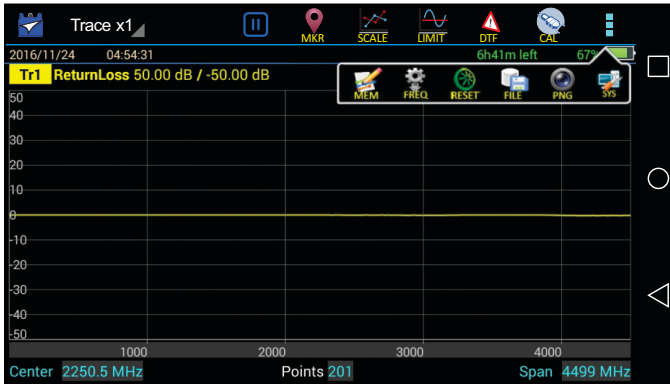 Trace x1
MKR SCALE LIMIT DTF CAL
2016/11/24 04:54:31 6h41m left 67%
Tr1 ReturnLoss 50.00 dB / -50.00 dB
MEM FREQ RESET FILE PNG SYS
50
40
30
20
10
0
-10
-20
-30
-40
-50
1000 2000 3000 4000
Center 2250.5 MHz Points 201 Span 4499 MHz